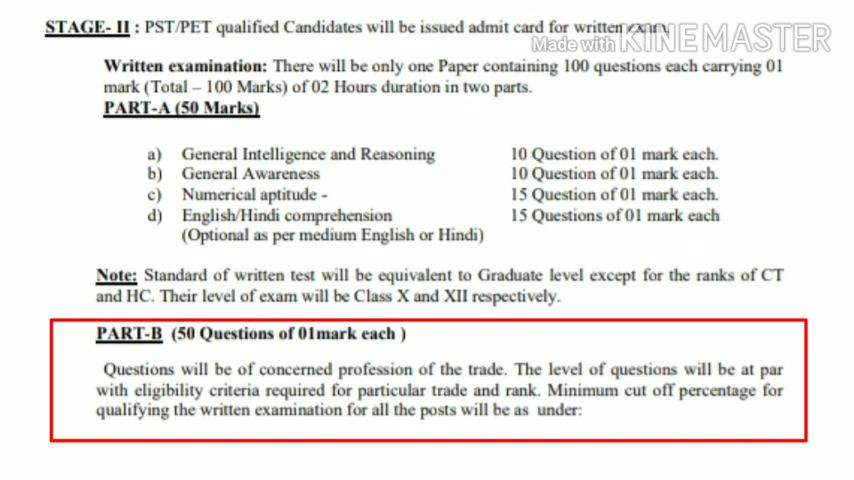 STAGE- II : PST/PET qualified Candidates will be issued admit card for written exam.
Made with KINEMASTER
Written examination: There will be only one Paper containing 100 questions each carrying 01
mark (Total – 100 Marks) of 02 Hours duration in two parts.
PART-A (50 Marks)
a) General Intelligence and Reasoning 10 Question of 01 mark each.
b) General Awareness 10 Question of 01 mark each.
c) Numerical aptitude - 15 Question of 01 mark each.
d) English/Hindi comprehension 15 Questions of 01 mark each
(Optional as per medium English or Hindi)
Note: Standard of written test will be equivalent to Graduate level except for the ranks of CT
and HC. Their level of exam will be Class X and XII respectively.
PART-B (50 Questions of 01mark each )
Questions will be of concerned profession of the trade. The level of questions will be at par
with eligibility criteria required for particular trade and rank. Minimum cut off percentage for
qualifying the written examination for all the posts will be as under: